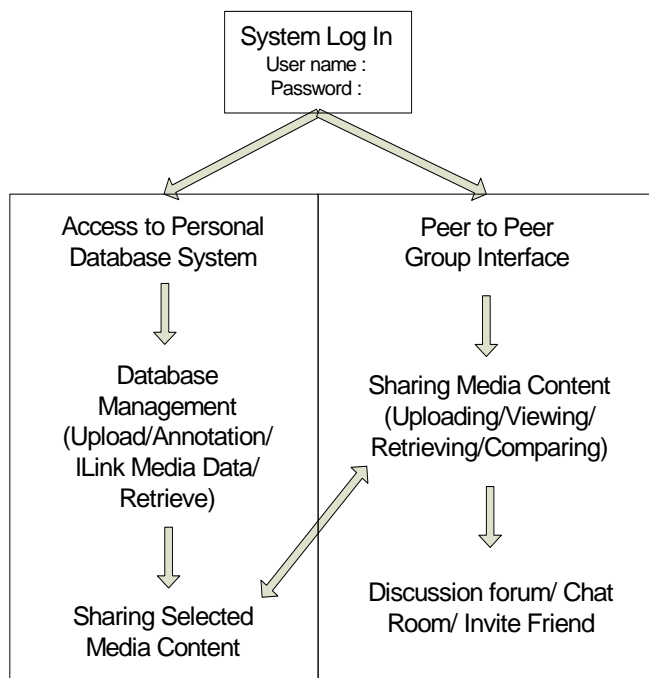 System Log In
User name :
Password :
Access to Personal
Database System
Database
Management
(Upload/Annotation/
lLink Media Data/
Retrieve)
Sharing Selected
Media Content
Peer to Peer
Group Interface
Sharing Media Content
(Uploading/Viewing/
Retrieving/Comparing)
Discussion forum/ Chat
Room/ Invite Friend